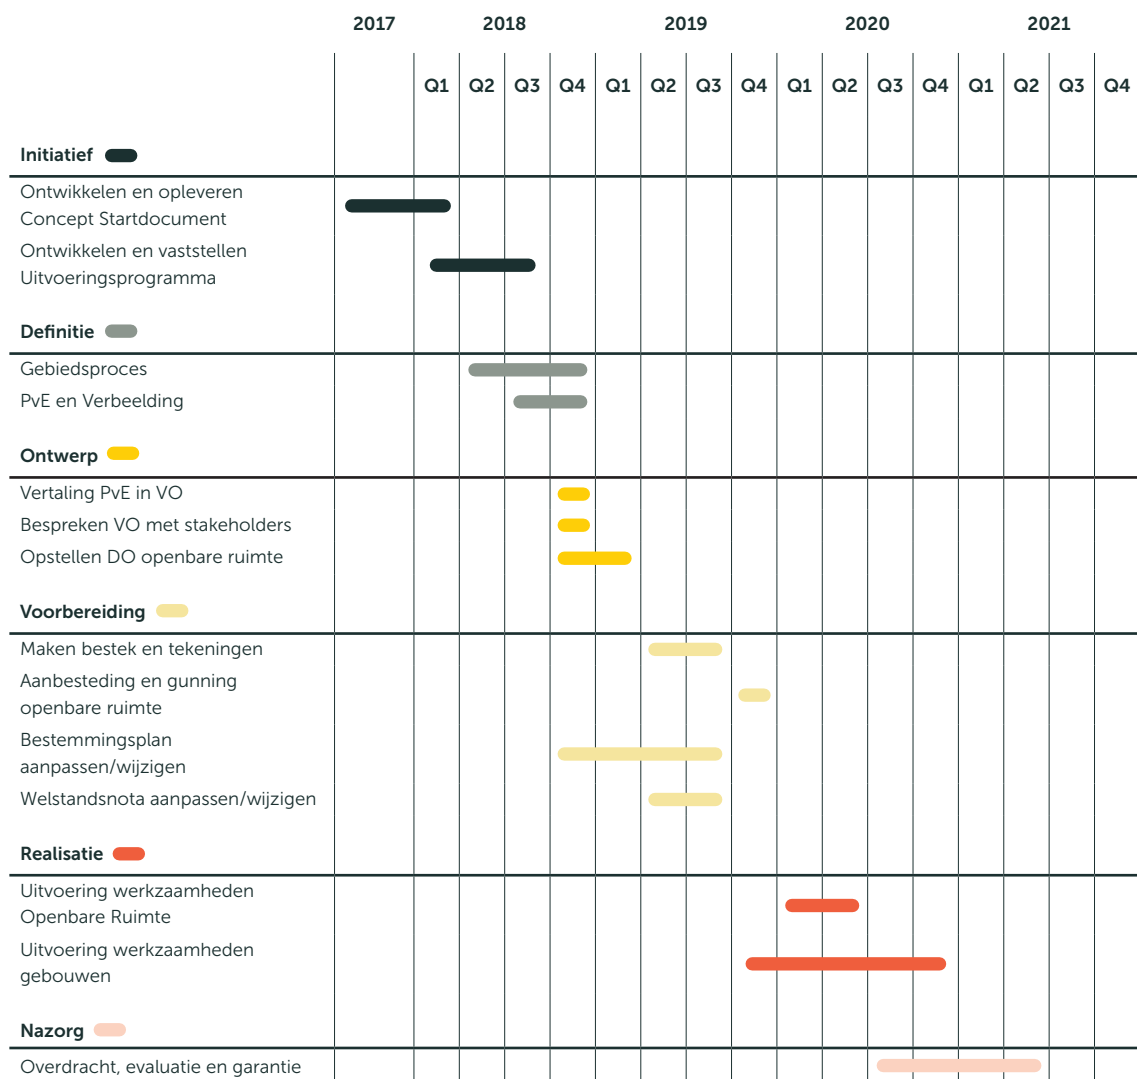 2017 2018 2019 2020 2021
Q1 Q2 Q3 Q4 Q1 Q2 Q3 Q4 Q1 Q2 Q3 Q4 Q1 Q2 Q3 Q4
Initiatief
Ontwikkelen en opleveren
Concept Startdocument
Ontwikkelen en vaststellen
Uitvoeringsprogramma
Definitie
Gebiedsproces
PvE en Verbeelding
Ontwerp
Vertaling PvE in VO
Bespreken VO met stakeholders
Opstellen DO openbare ruimte
Voorbereiding
Maken bestek en tekeningen
Aanbesteding en gunning
openbare ruimte
Bestemmingsplan
aanpassen/wijzigen
Welstandsnota aanpassen/wijzigen
Realisatie
Uitvoering werkzaamheden
Openbare Ruimte
Uitvoering werkzaamheden
gebouwen
Nazorg
Overdracht, evaluatie en garantie